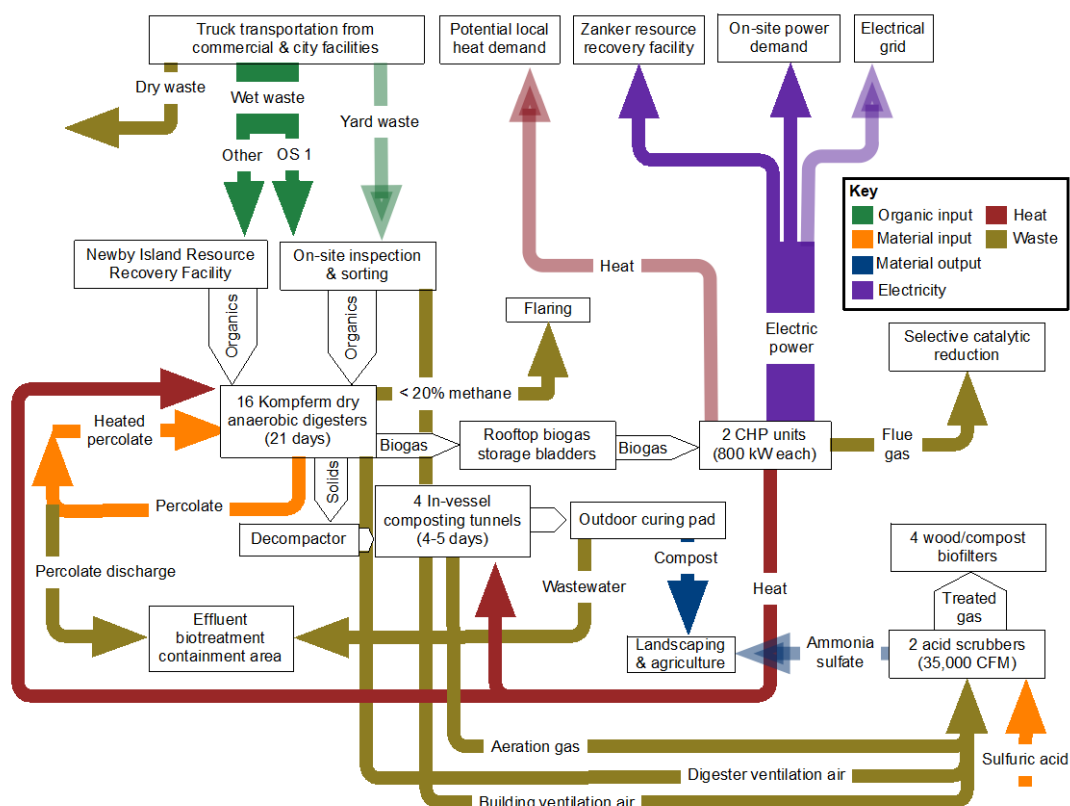 Truck transportation from
commercial & city facilities
Potential local
heat demand
Zanker resource
recovery facility
On-site power
demand
Electrical
grid
Dry waste
Wet waste
Yard waste
Other
OS 1
Key
Organic input
Heat
Material input
Waste
Material output
Electricity
Newby Island Resource
Recovery Facility
On-site inspection
& sorting
Heat
Organics
Organics
Flaring
Electric
power
Selective catalytic
reduction
< 20% methane
16 Kompferm dry
anaerobic digesters
(21 days)
Heated
percolate
Biogas
Rooftop biogas
storage bladders
Biogas
2 CHP units
(800 kW each)
Flue
gas
Solids
Percolate
4 In-vessel
composting tunnels
(4-5 days)
Outdoor curing pad
Decompactor
4 wood/compost
biofilters
Compost
Percolate discharge
Wastewater
Heat
Treated
gas
Effluent
biotreatment
containment area
Landscaping
& agriculture
Ammonia
sulfate
2 acid scrubbers
(35,000 CFM)
Aeration gas
Sulfuric acid
Digester ventilation air
Building ventilation air